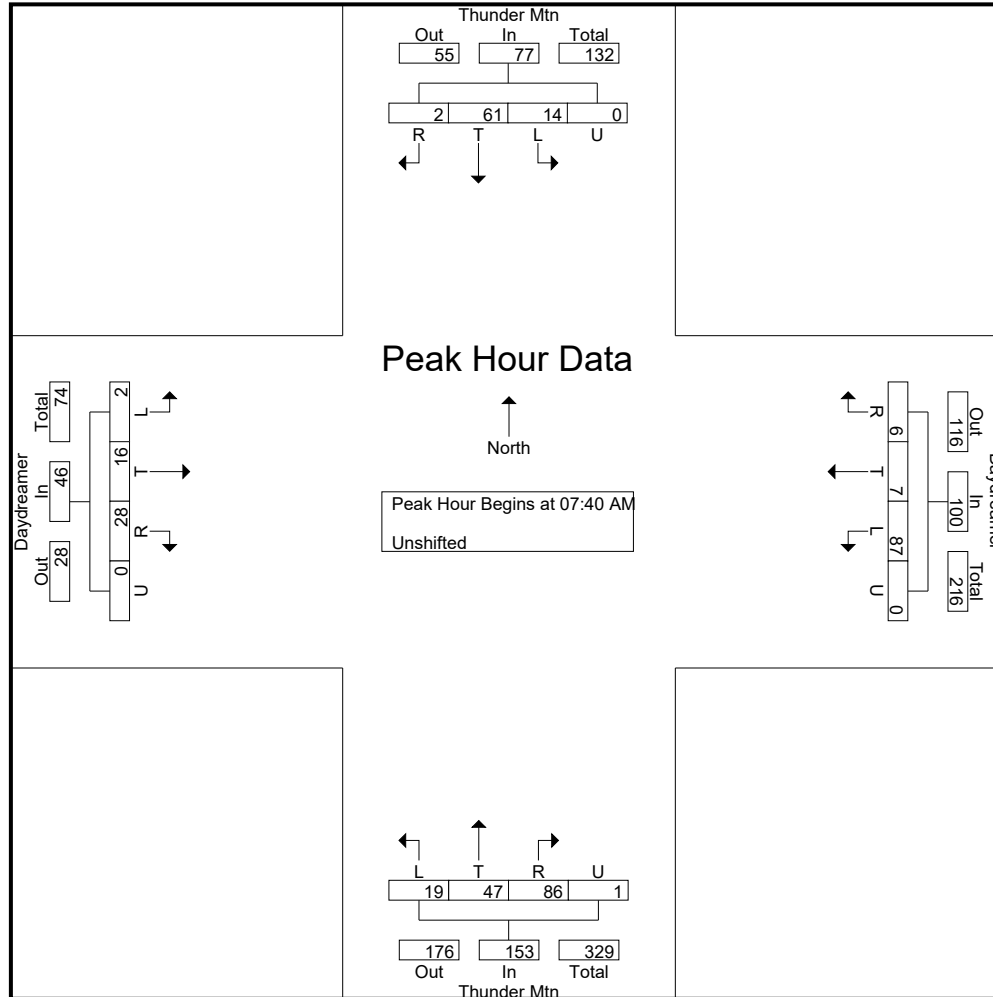 Thunder Mtn
Out In Total
55 77 132
2 61 14 0
R T L U
Peak Hour Data
North
Peak Hour Begins at 07:40 AM
Unshifted
Daydreamer
Total In Out
74 46 28
2 16 28 0
L T R U
R T L U
6 7 87 0
Out In Total
116 100 216
L T R U
19 47 86 1
176 153 329
Out In Total
Thunder Mtn